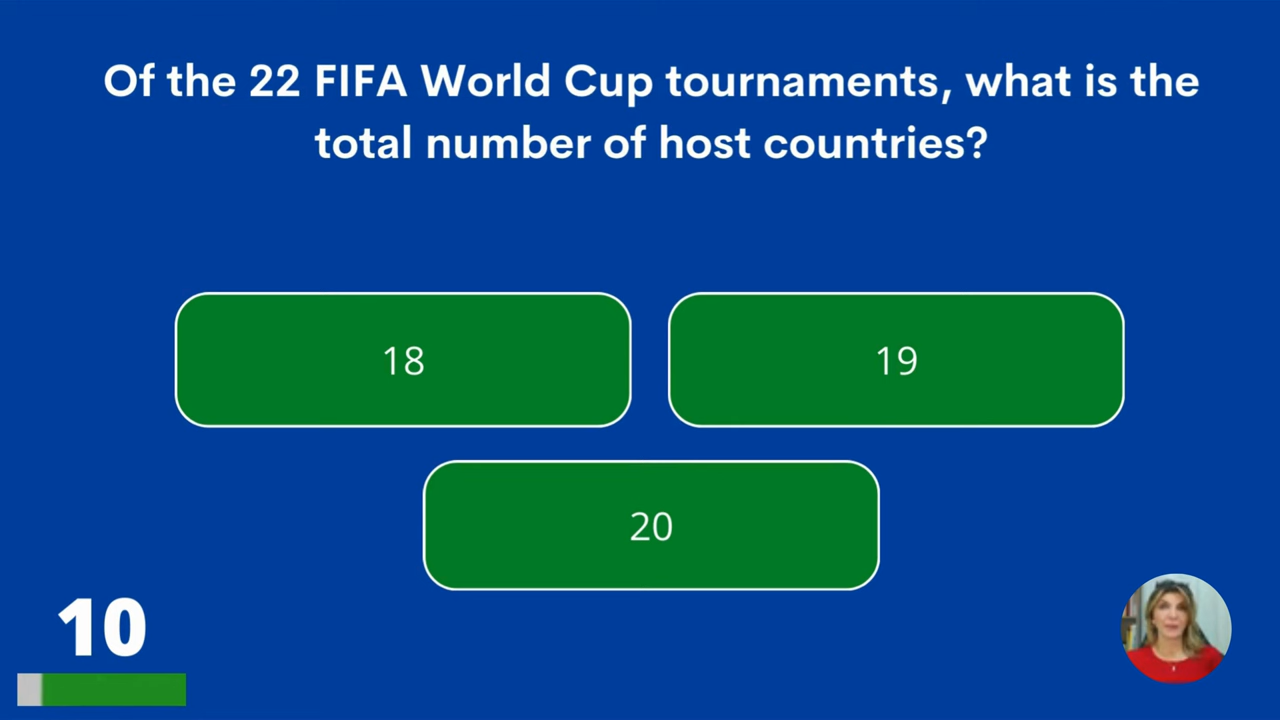 Of the 22 FIFA World Cup tournaments, what is the
total number of host countries?
18
19
20
10